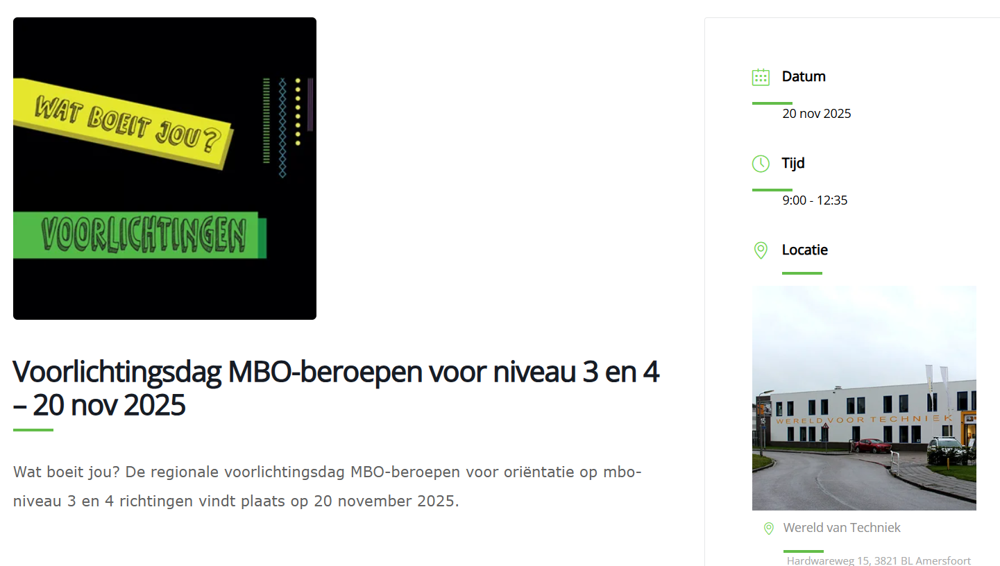 WAT BOEIT JOU?
VOORLICHTINGEN
Voorlichtingsdag MBO-beroepen voor niveau 3 en 4
– 20 nov 2025
Wat boeit jou? De regionale voorlichtingsdag MBO-beroepen voor oriëntatie op mbo-
niveau 3 en 4 richtingen vindt plaats op 20 november 2025.
Datum
20 nov 2025
Tijd
9:00 - 12:35
Locatie
15
WERELD VOOR TECHNIEK
Wereld van Techniek
Hardwareweg 15, 3821 BL Amersfoort